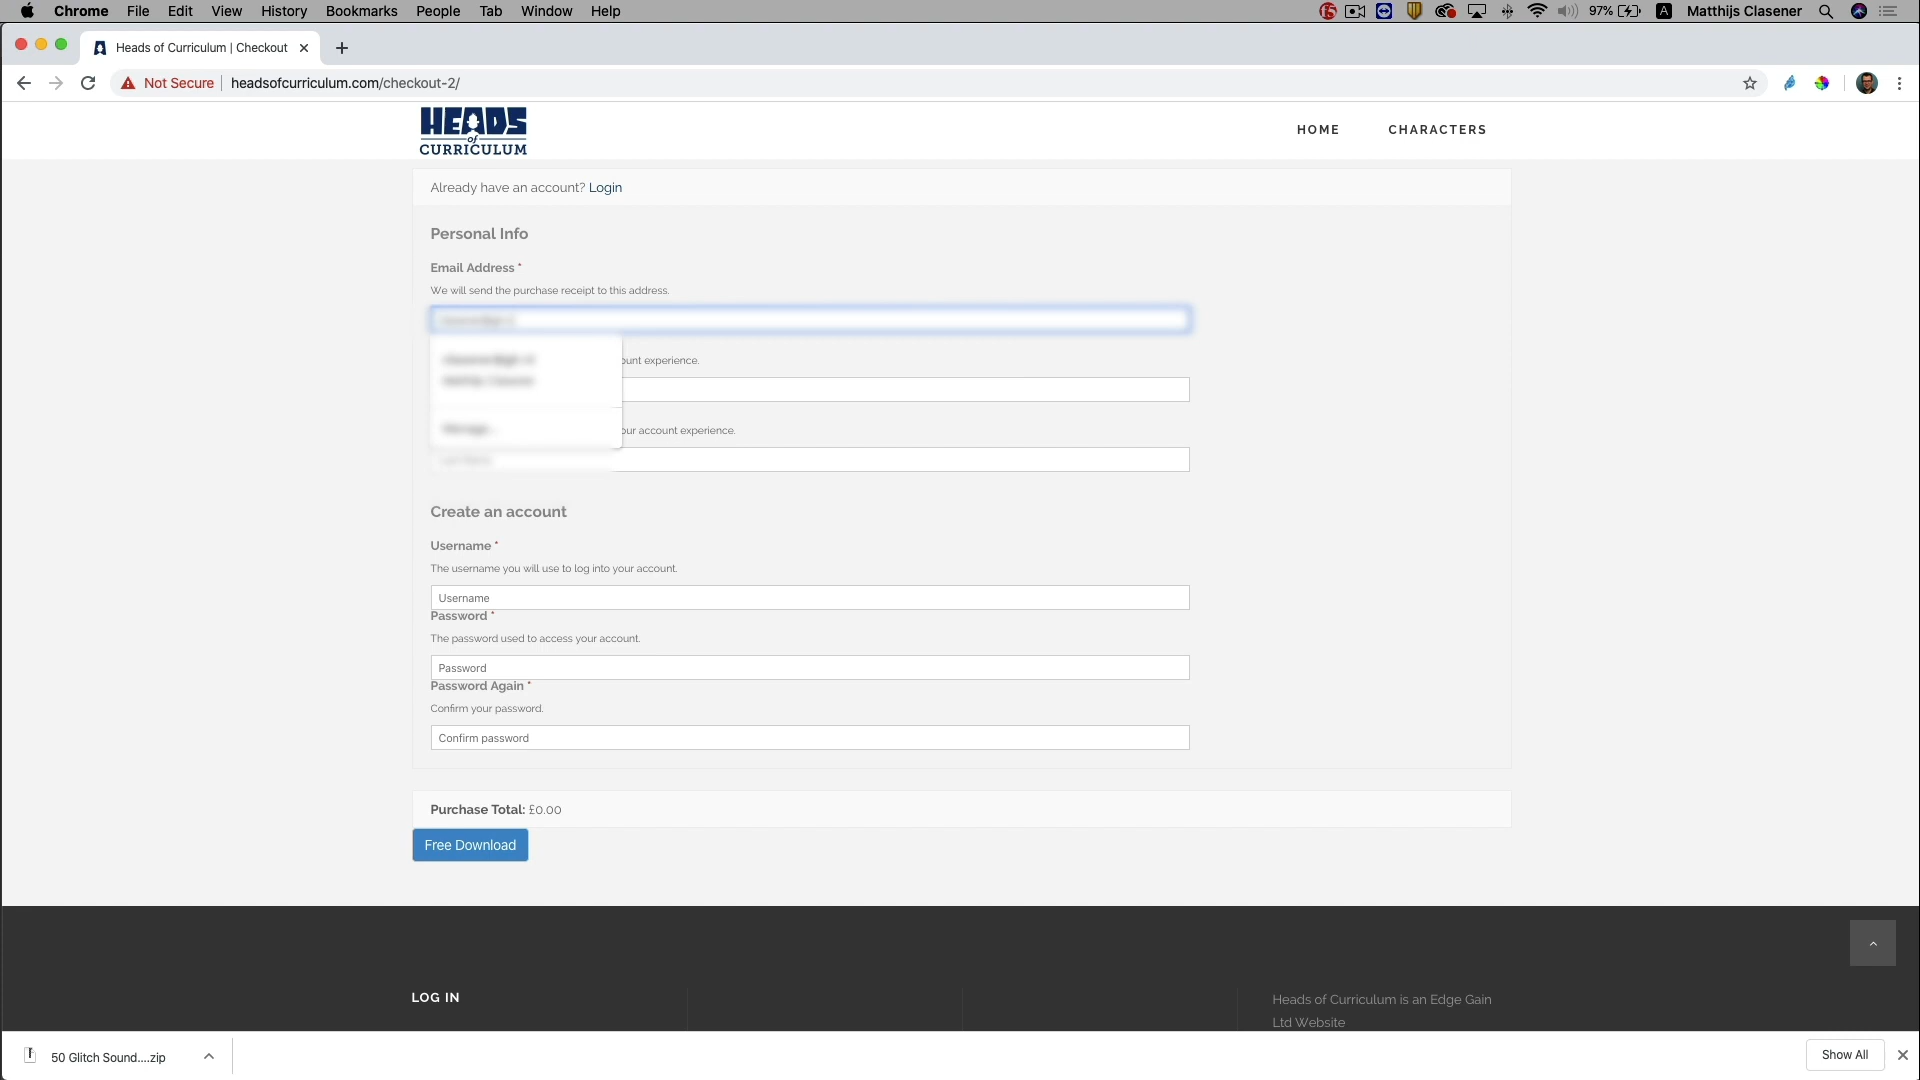 Chrome File Edit View History Bookmarks People Tab Window Help 97% A Matthijs Clasener
Heads of Curriculum | Checkout
Not Secure headsofcurriculum.com/checkout-2/
HEADS
of
CURRICULUM
HOME CHARACTERS
Already have an account? Login
Personal Info
Email Address *
We will send the purchase receipt to this address.
ount experience.
our account experience.
Create an account
Username *
The username you will use to log into your account.
Username
Password *
The password used to access your account.
Password
Password Again *
Confirm your password.
Confirm password
Purchase Total: £0.00
Free Download
LOG IN
Heads of Curriculum is an Edge Gain
Ltd Website
50 Glitch Sound....zip
Show All